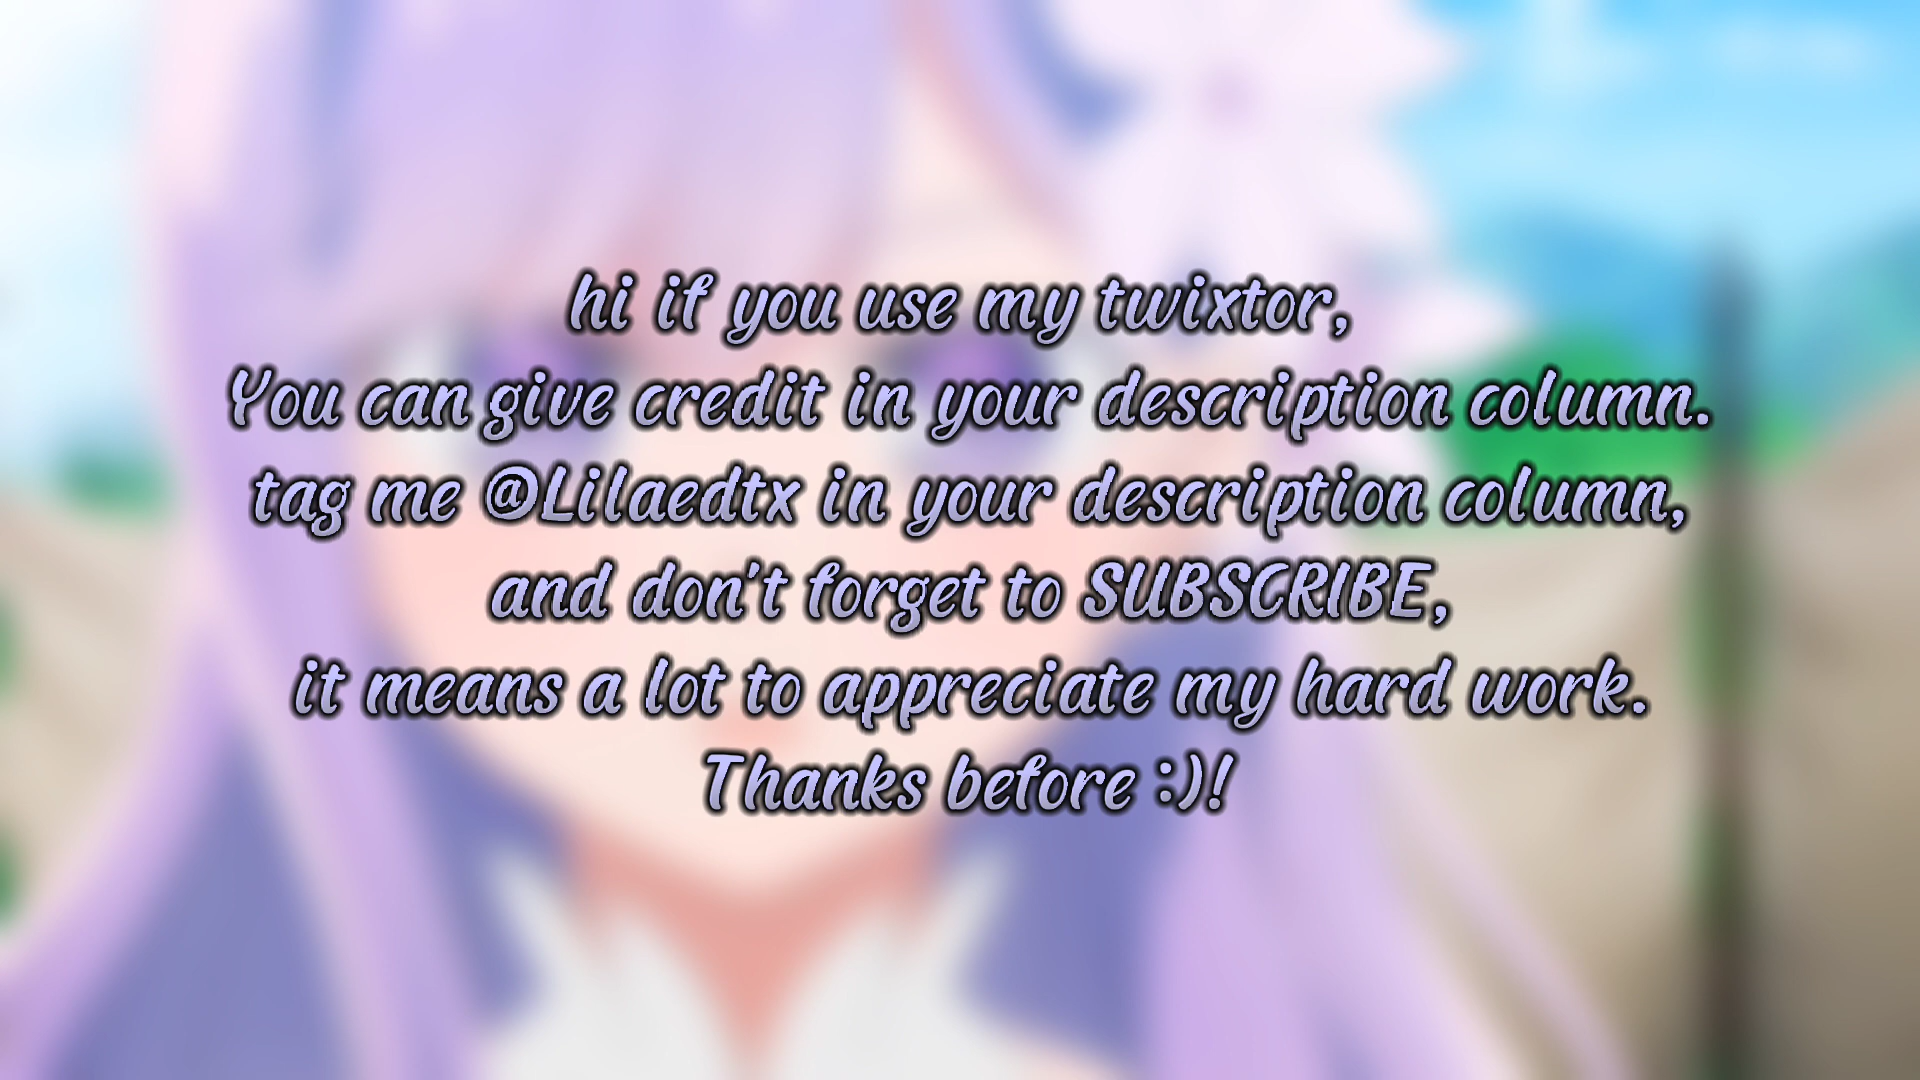 hi if you use my twixtor,
You can give credit in your description column.
tag me @Lilaedtx in your description column,
and don't forget to SUBSCRIBE,
it means a lot to appreciate my hard work.
Thanks before :)!